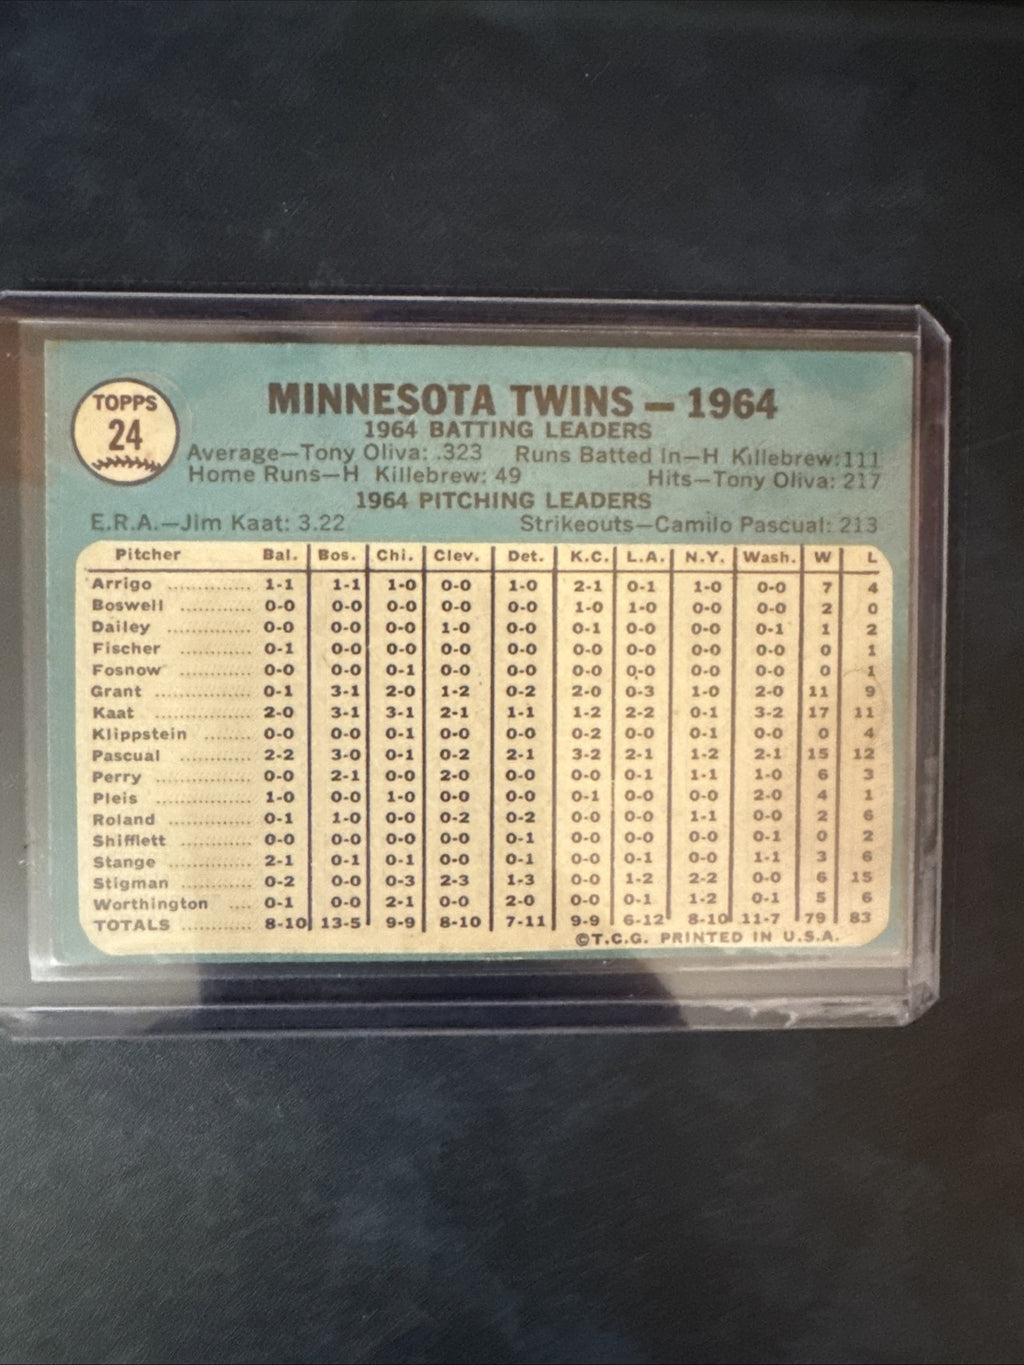 TOPPS
24
MINNESOTA TWINS — 1964
1964 BATTING LEADERS
Average—Tony Oliva: .323 Runs Batted In—H Killebrew:111
Home Runs—H Killebrew: 49 Hits—Tony Oliva: 217
1964 PITCHING LEADERS
E.R.A.—Jim Kaat: 3.22 Strikeouts—Camilo Pascual: 213
Pitcher Bal. Bos. Chi. Clev. Det. K.C. L.A. N.Y. Wash. W L
Arrigo ............ 1-1 1-1 1-0 0-0 1-0 2-1 0-1 1-0 0-0 7 4
Boswell ............ 0-0 0-0 0-0 0-0 0-0 1-0 1-0 0-0 0-0 2 0
Dailey ............ 0-0 0-0 0-0 1-0 0-0 0-1 0-0 0-0 0-1 1 2
Fischer ............ 0-1 0-0 0-0 0-0 0-0 0-0 0-0 0-0 0-0 0 1
Fosnow ............ 0-0 0-0 0-1 0-0 0-0 0-0 0-0 0-0 0-0 0 1
Grant ............ 0-1 3-1 2-0 1-2 0-2 2-0 0-3 1-0 2-0 11 9
Kaat ............ 2-0 3-1 3-1 2-1 1-1 1-2 2-2 0-1 3-2 17 11
Klippstein ............ 0-0 0-0 0-1 0-0 0-0 0-2 0-0 0-1 0-0 0 4
Pascual ............ 2-2 3-0 0-1 0-2 2-1 3-2 2-1 1-2 2-1 15 12
Perry ............ 0-0 2-1 0-0 2-0 0-0 0-0 0-1 1-1 1-0 6 3
Pleis ............ 1-0 0-0 1-0 0-0 0-0 0-1 0-0 0-0 2-0 4 1
Roland ............ 0-1 1-0 0-0 0-2 0-2 0-0 0-0 1-1 0-0 2 6
Shifflett ............ 0-0 0-0 0-0 0-0 0-1 0-0 0-0 0-0 0-1 0 2
Stange ............ 2-1 0-1 0-1 0-0 0-1 0-0 0-1 0-0 1-1 3 6
Stigman ............ 0-2 0-0 0-3 2-3 1-3 0-0 1-2 2-2 0-0 6 15
Worthington .... 0-1 0-0 2-1 0-0 2-0 0-1 0-0 1-2 0-1 5 6
TOTALS ............ 8-10 13-5 9-9 8-10 7-11 9-9 6-12 8-10 11-7 79 83
©T.C.G. PRINTED IN U.S.A.